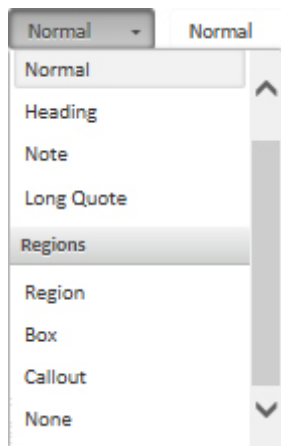 Normal Normal
Normal
Heading
Note
Long Quote
Regions
Region
Box
Callout
None